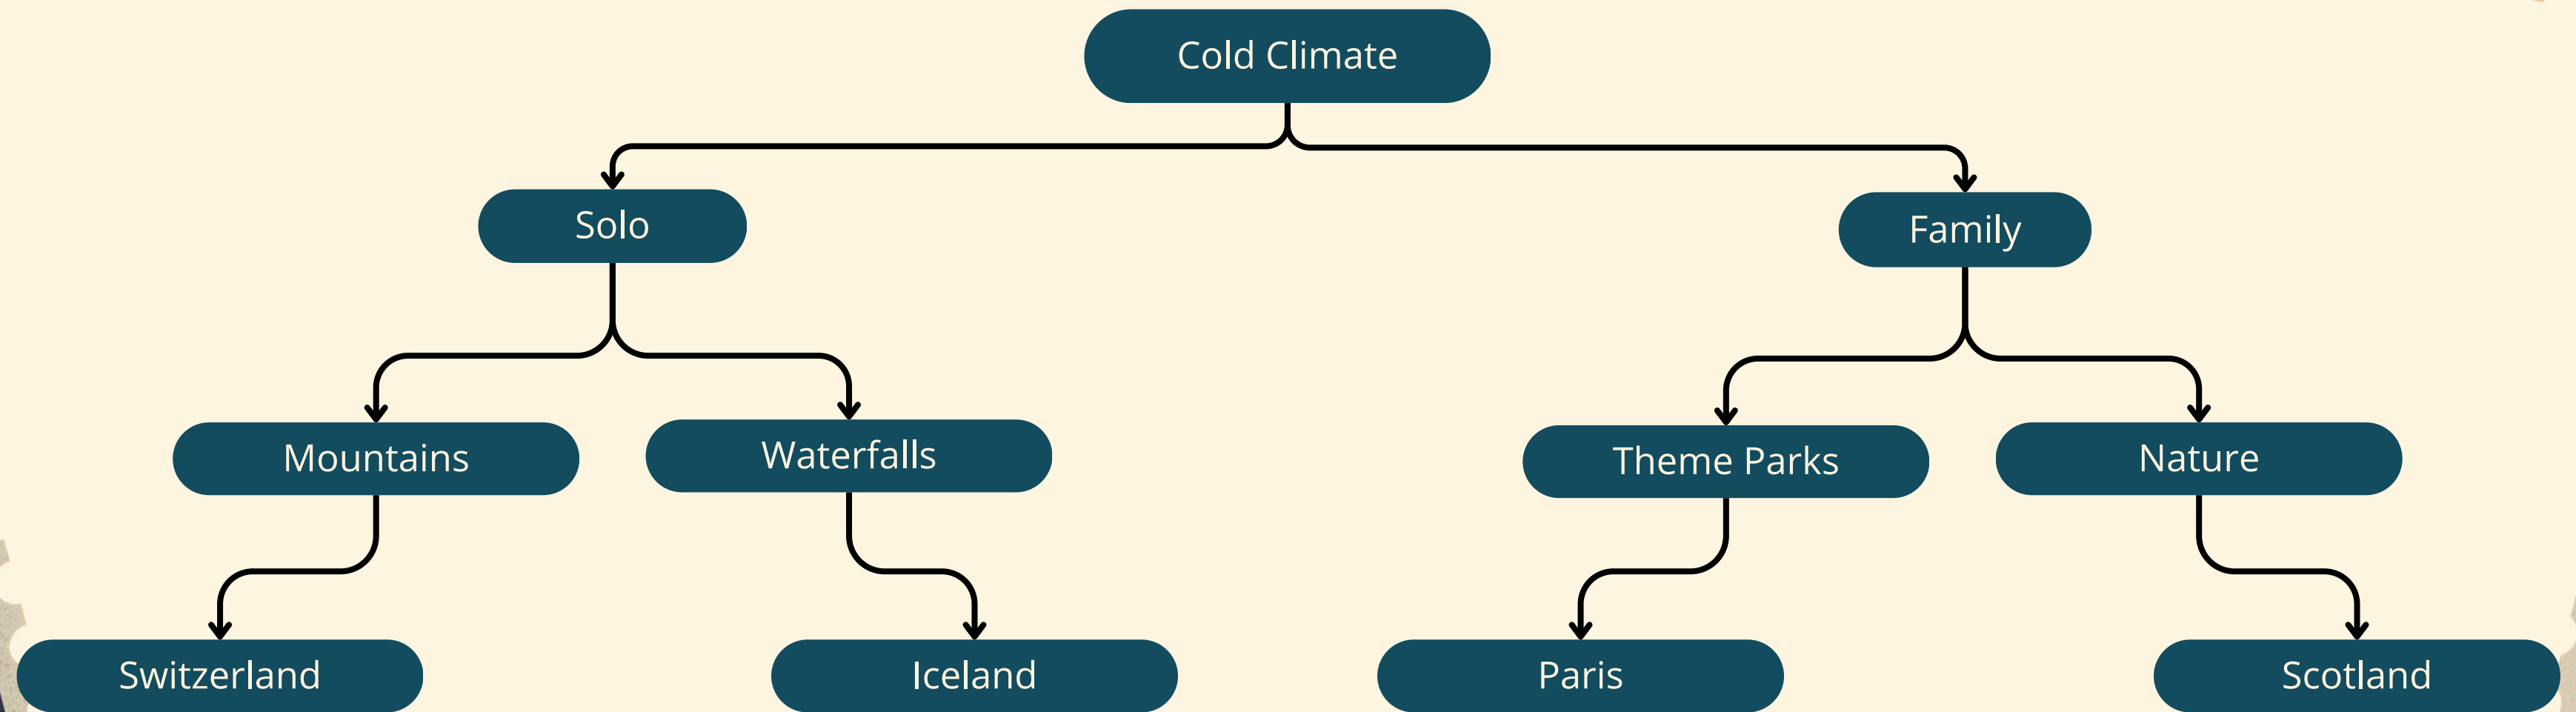 Cold Climate
Solo
Family
Mountains
Waterfalls
Theme Parks
Nature
Switzerland
Iceland
Paris
Scotland